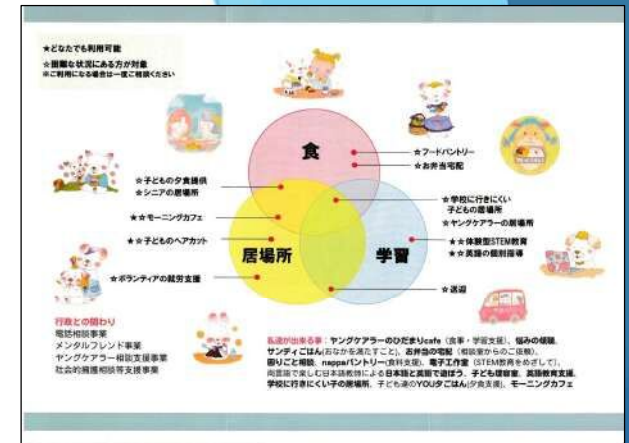 ★どなたでも利用可能
☆困難な状況にある方が対象
※ご利用になる場合は一度ご相談ください
食
☆フードパントリー
☆お弁当宅配
☆子どもの夕食提供
☆シニアの居場所
☆学校に行きにくい
子どもの居場所
☆ヤングケアラーの居場所
★☆モーニングカフェ
★☆子どものヘアカット
居場所
学習
★☆体験型STEM教育
★☆英語の個別指導
☆ボランティアの就労支援
☆送迎
行政との関わり
電話相談事業
メンタルフレンド事業
ヤングケアラー相談支援事業
社会的擁護相談等支援事業
私達が出来る事：ヤングケアラーのひだまりcafe（食事・学習支援）、悩みの傾聴、
サンディごはん(おなかを満たすこと)、お弁当の宅配（相談室からのご依頼）、
困りごと相談、nappaパントリー(食料支援)、電子工作室（STEM教育をめざして)、
両言語で楽しむ日本語教師による日本語と英語で遊ぼう、子ども理容室、英語教育支援、
学校に行きにくい子の居場所、子ども達のYOU夕ごはん(夕食支援)、モーニングカフェ